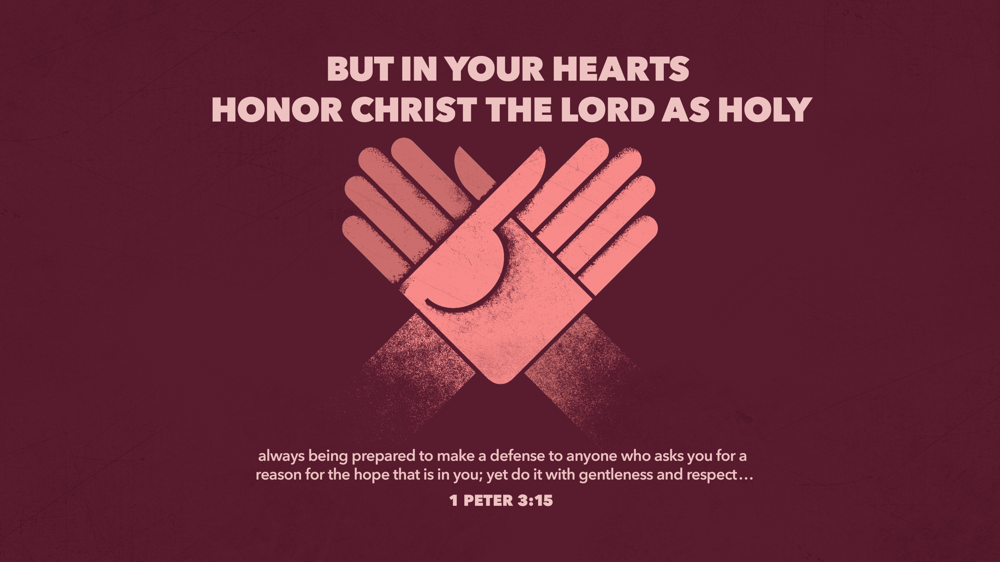 BUT IN YOUR HEARTS
HONOR CHRIST THE LORD AS HOLY
always being prepared to make a defense to anyone who asks you for a
reason for the hope that is in you; yet do it with gentleness and respect…
1 PETER 3:15